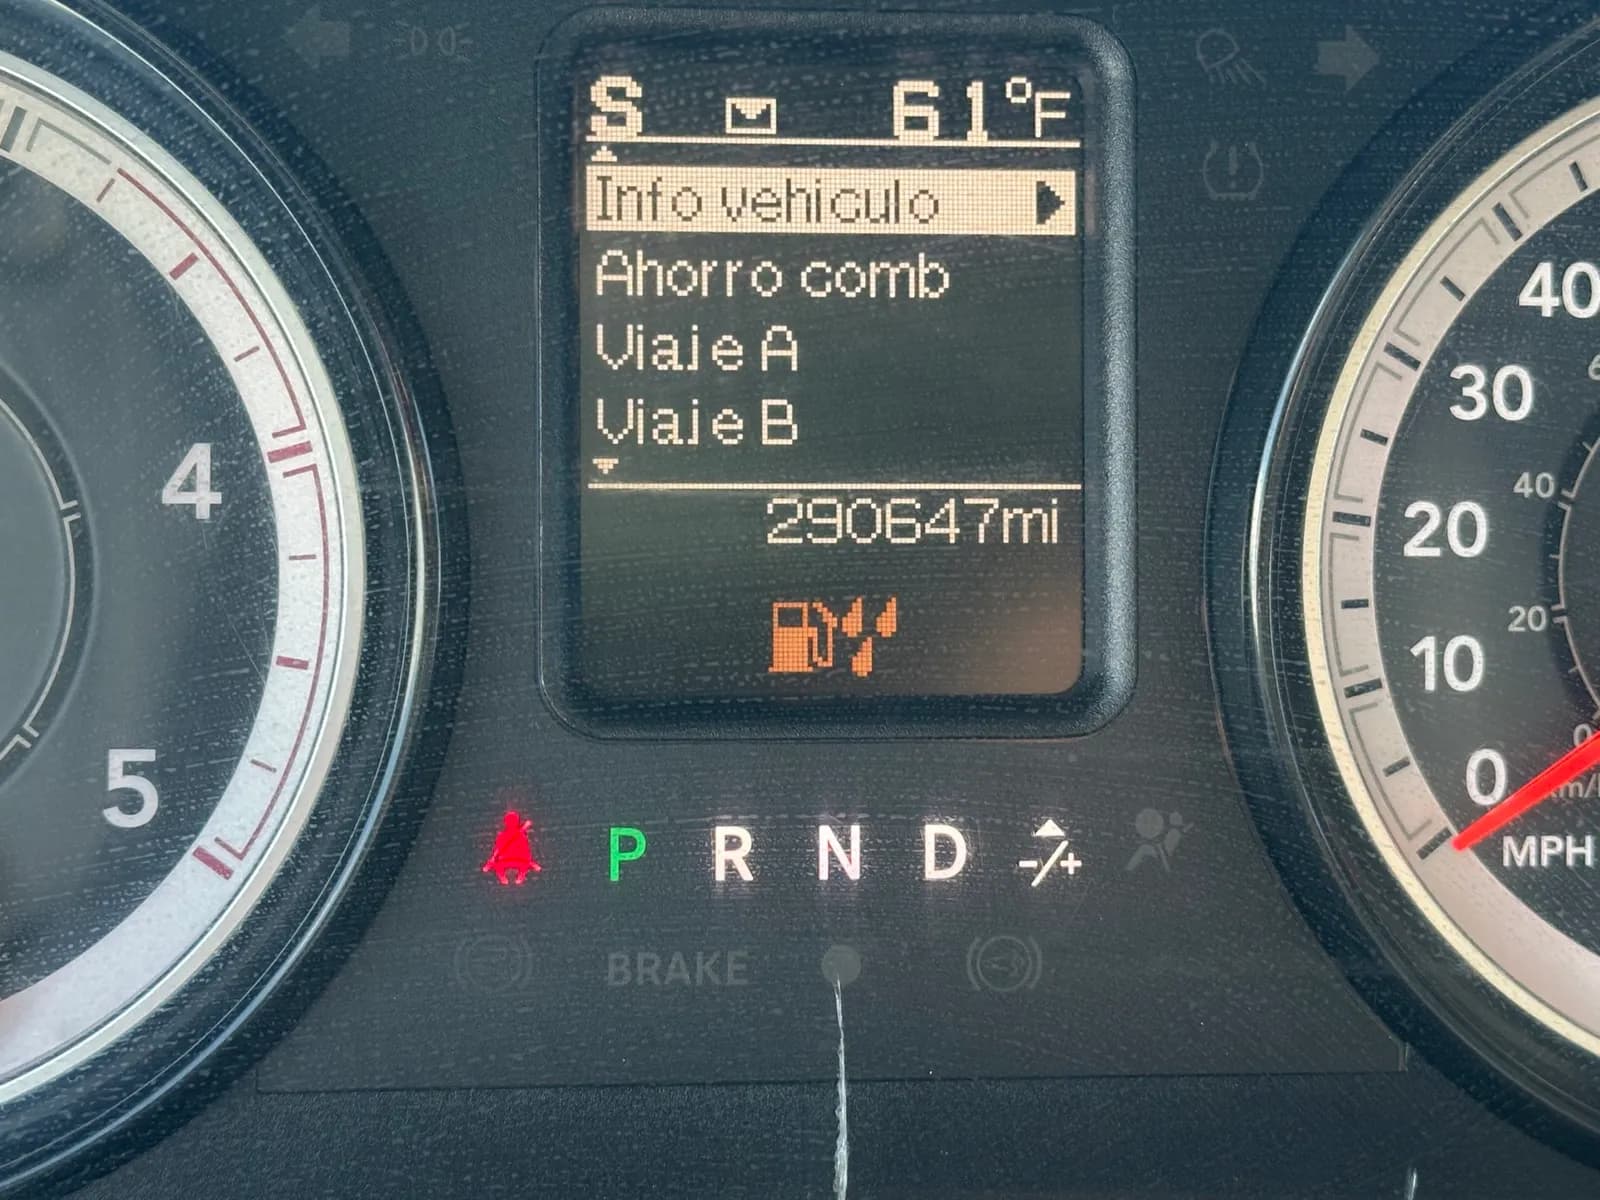 S 61°F
Info vehiculo
Ahorro comb
Viaje A
Viaje B
290647mi
4
5
40
30
20
10
0
MPH
40
20
0
P R N D -/+
BRAKE